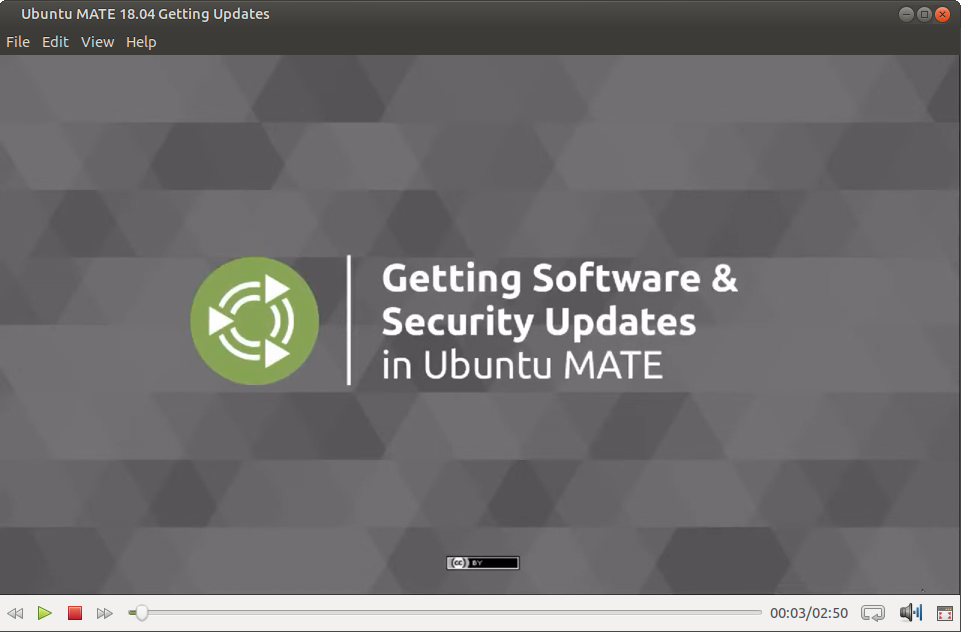 Ubuntu MATE 18.04 Getting Updates
File Edit View Help
Getting Software &
Security Updates
in Ubuntu MATE
(cc) BY
00:03/02:50